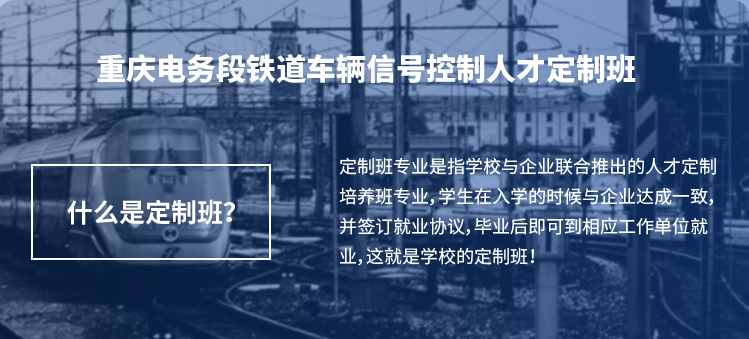 重庆电务段铁道车辆信号控制人才定制班
什么是定制班?
定制班专业是指学校与企业联合推出的人才定制
培养班专业,学生在入学的时候与企业达成一致,
并签订就业协议,毕业后即可到相应工作单位就
业,这就是学校的定制班!